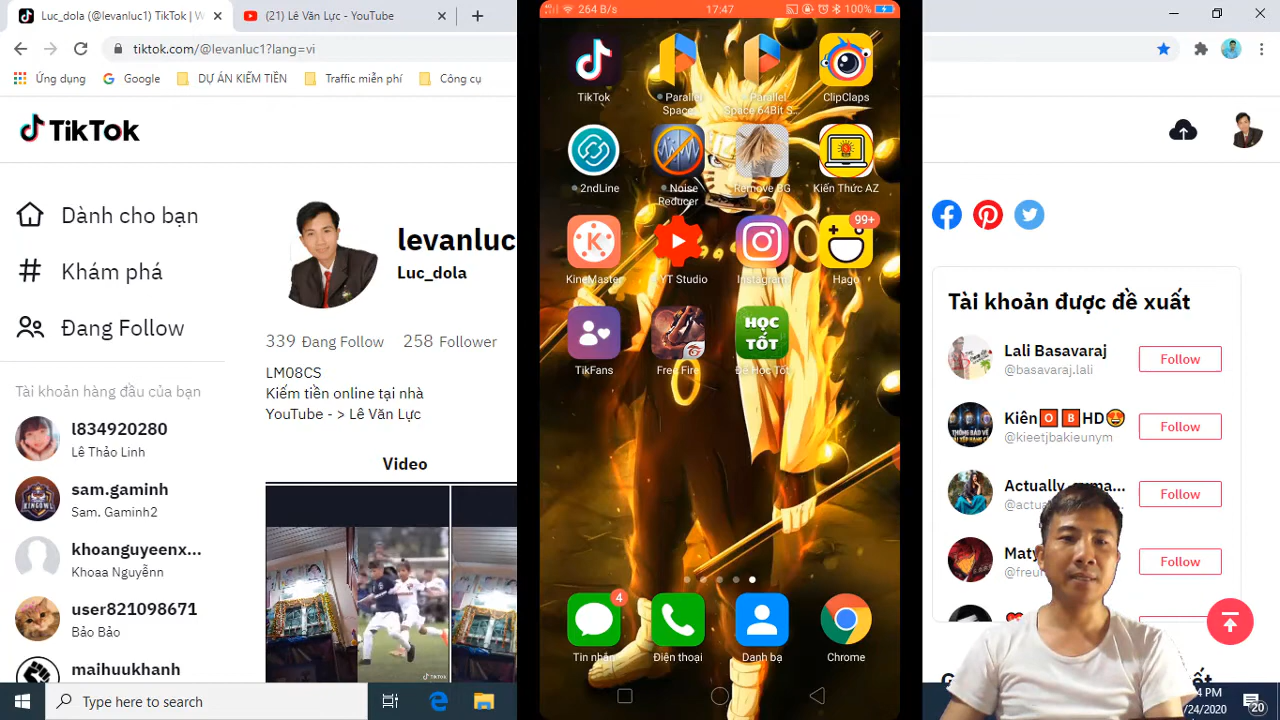 Luc_dola (@levanluc1) TikTok W
(21) Lê Văn Lực - YouTube
tiktok.com/@levanluc1?lang=vi
Ứng dụng
Google
DỰ ÁN KIẾM TIỀN
Traffic miễn phí
Công cụ
TikTok
Dành cho bạn
Khám phá
Đang Follow
Tài khoản hàng đầu của bạn
l834920280
Lê Thảo Linh
sam.gaminh
Sam. Gaminh2
khoanguyeenx...
Khoaa Nguyễnn
user821098671
Bảo Bảo
maihuukhanh
levanluc
Luc_dola
339 Đang Follow 258 Follower
LM08CS
Kiếm tiền online tại nhà
YouTube - > Lê Văn Lực
Video
TikTok
264 B/s
17:47
100%
TikTok
Parallel
Space
Parallel
Space 64Bit S...
ClipClaps
2ndLine
Noise
Reducer
Remove BG
Kiến Thức AZ
KineMaster
YT Studio
Instagram
99+
Hago
TikFans
Free Fire
HỌC
TỐT
Để Học Tốt
4
Tin nhắn
Điện thoại
Danh bạ
Chrome
Tài khoản được đề xuất
Lali Basavaraj
@basavaraj.lali
Follow
Kiên🅾🅱HD😍
@kieetjbakieunym
Follow
Follow
Follow
Type here to search
4 PM
/24/2020
20